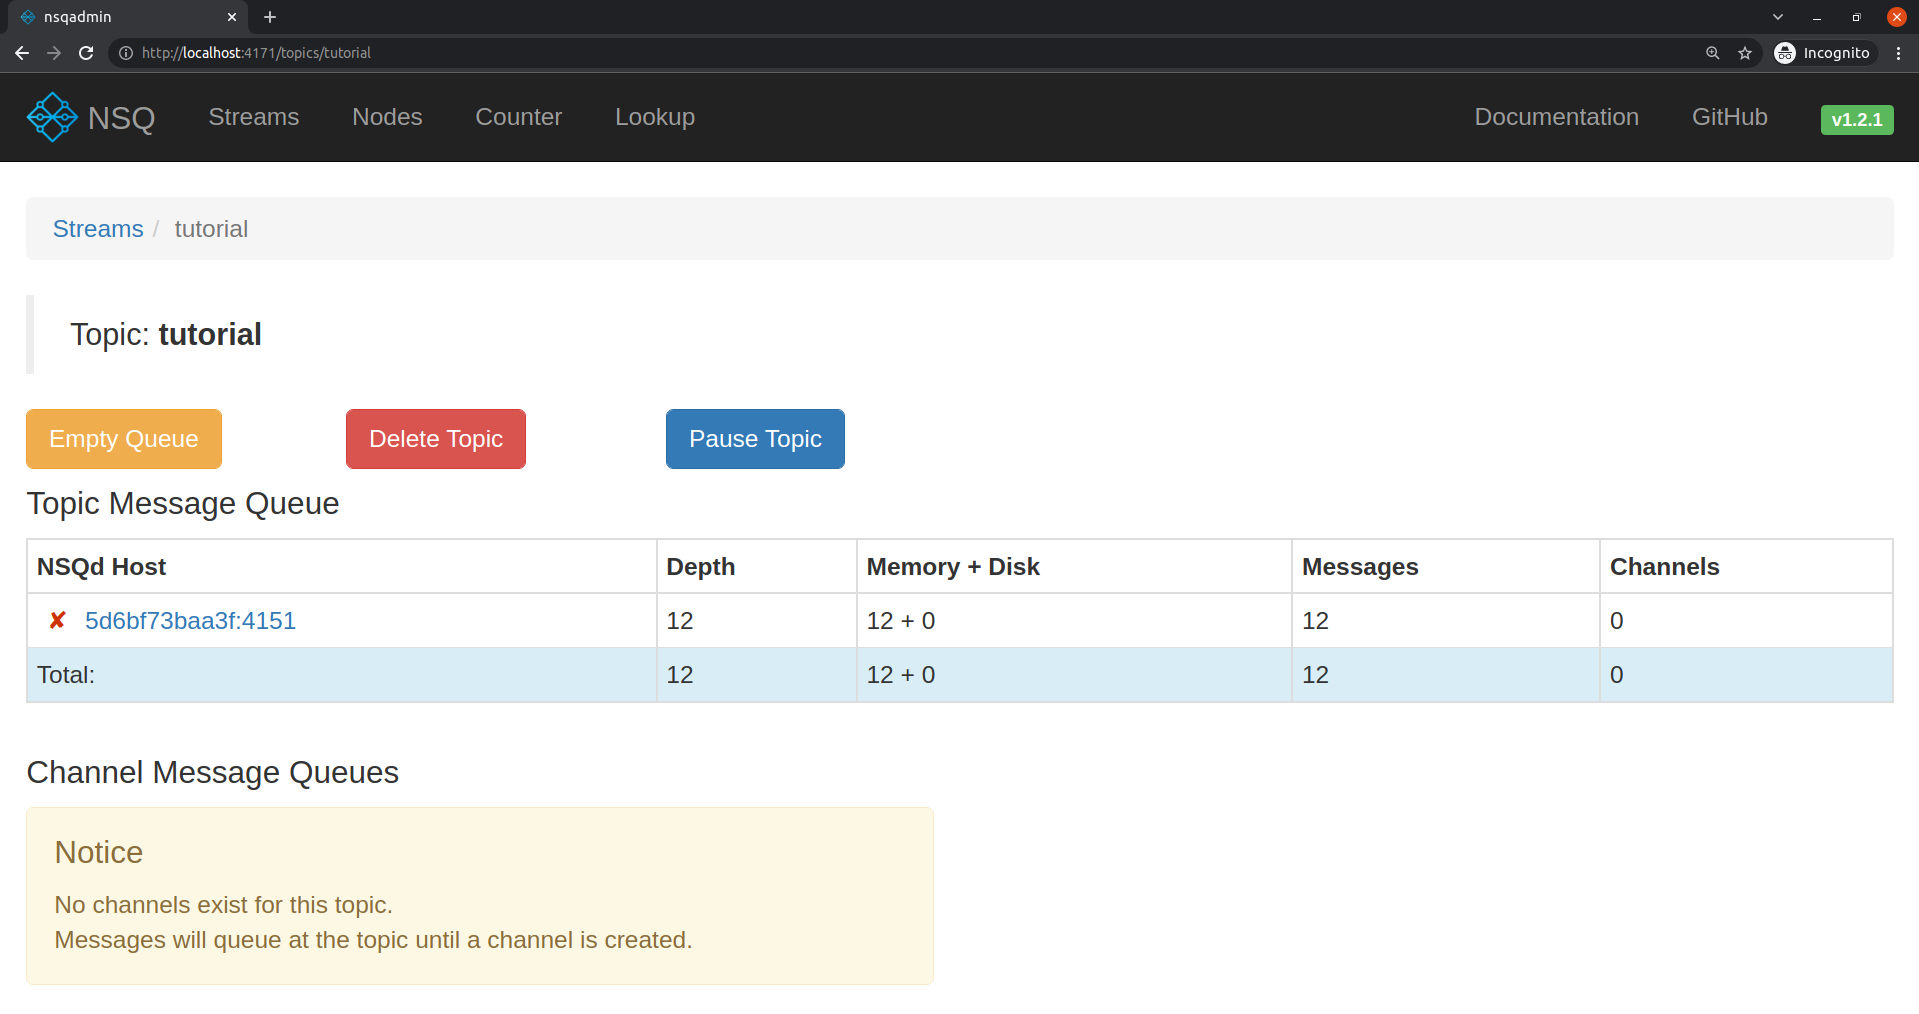 nsqadmin
http://localhost:4171/topics/tutorial
Incognito
NSQ Streams Nodes Counter Lookup Documentation GitHub v1.2.1
Streams / tutorial
Topic: tutorial
Empty Queue Delete Topic Pause Topic
Topic Message Queue
NSQd Host Depth Memory + Disk Messages Channels
✘ 5d6bf73baa3f:4151 12 12 + 0 12 0
Total: 12 12 + 0 12 0
Channel Message Queues
Notice
No channels exist for this topic.
Messages will queue at the topic until a channel is created.